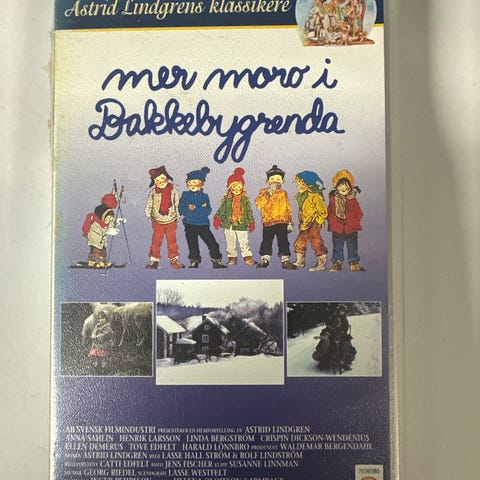 Astrid Lindgrens klassikere
mer moro i
Bakkebygrenda
AB SVENSK FILMINDUSTRI PRESENTERER EN FILMFORTELLING AV ASTRID LINDGREN
ANNA SAHLIN HENRIK LARSSON LINDA BERGSTRÖM CRISPIN DICKSON-WENDENIUS
ELLEN DEMERUS TOVE EDFELT HARALD LÖNNBRO PRODUSENT WALDEMAR BERGENDAHL
MANUS ASTRID LINDGREN REGI LASSE HALLSTRÖM & ROLF LINDSTRÖM
REGIASSISTENT CATTI EDFELT FOTO JENS FISCHER KLIPP SUSANNE LINNMAN
MUSIKK GEORG RIEDEL SCENOGRAFI LASSE WESTFELT
INGER PEHRSSON